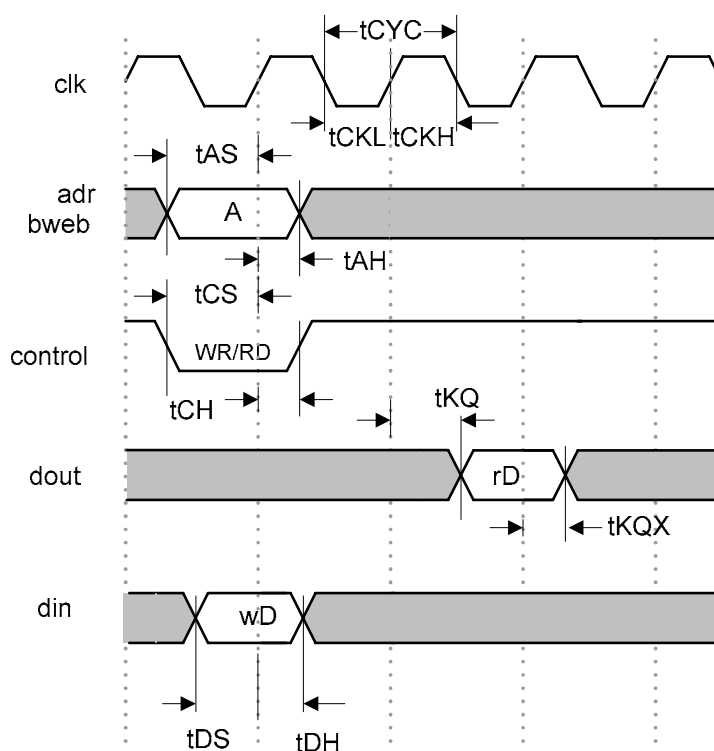 tCYC
clk
tCKL tCKH
tAS
adr
bweb
A
tAH
tCS
control
WR/RD
tCH
tKQ
dout
rD
tKQX
din
wD
tDS
tDH